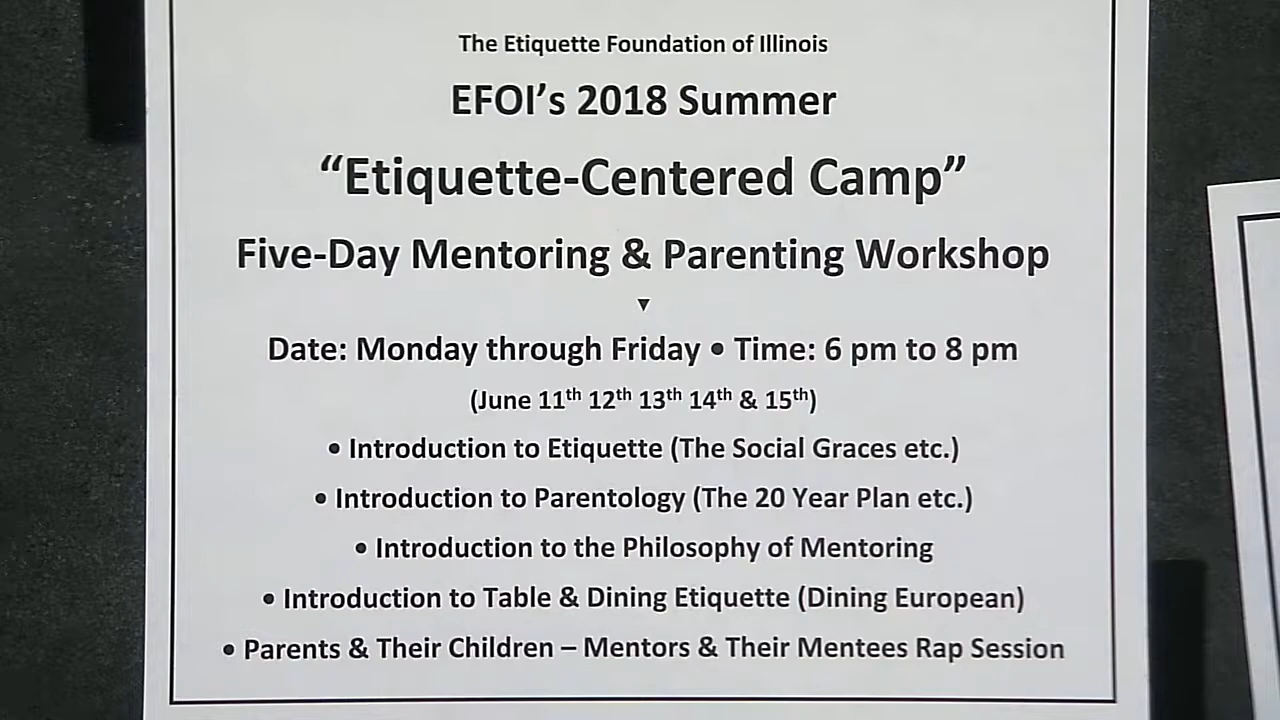 The Etiquette Foundation of Illinois
EFOI’s 2018 Summer
“Etiquette-Centered Camp”
Five-Day Mentoring & Parenting Workshop
▼
Date: Monday through Friday • Time: 6 pm to 8 pm
(June 11th 12th 13th 14th & 15th)
• Introduction to Etiquette (The Social Graces etc.)
• Introduction to Parentology (The 20 Year Plan etc.)
• Introduction to the Philosophy of Mentoring
• Introduction to Table & Dining Etiquette (Dining European)
• Parents & Their Children – Mentors & Their Mentees Rap Session